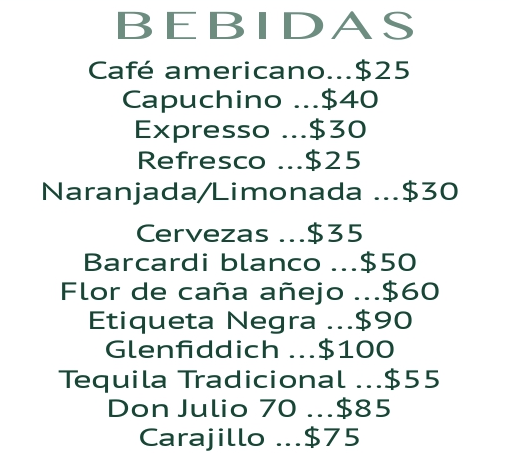 BEBIDAS
Café americano...$25
Capuchino ...$40
Expresso ...$30
Refresco ...$25
Naranjada/Limonada ...$30
Cervezas ...$35
Barcardi blanco ...$50
Flor de caña añejo ...$60
Etiqueta Negra ...$90
Glenfiddich ...$100
Tequila Tradicional ...$55
Don Julio 70 ...$85
Carajillo ...$75